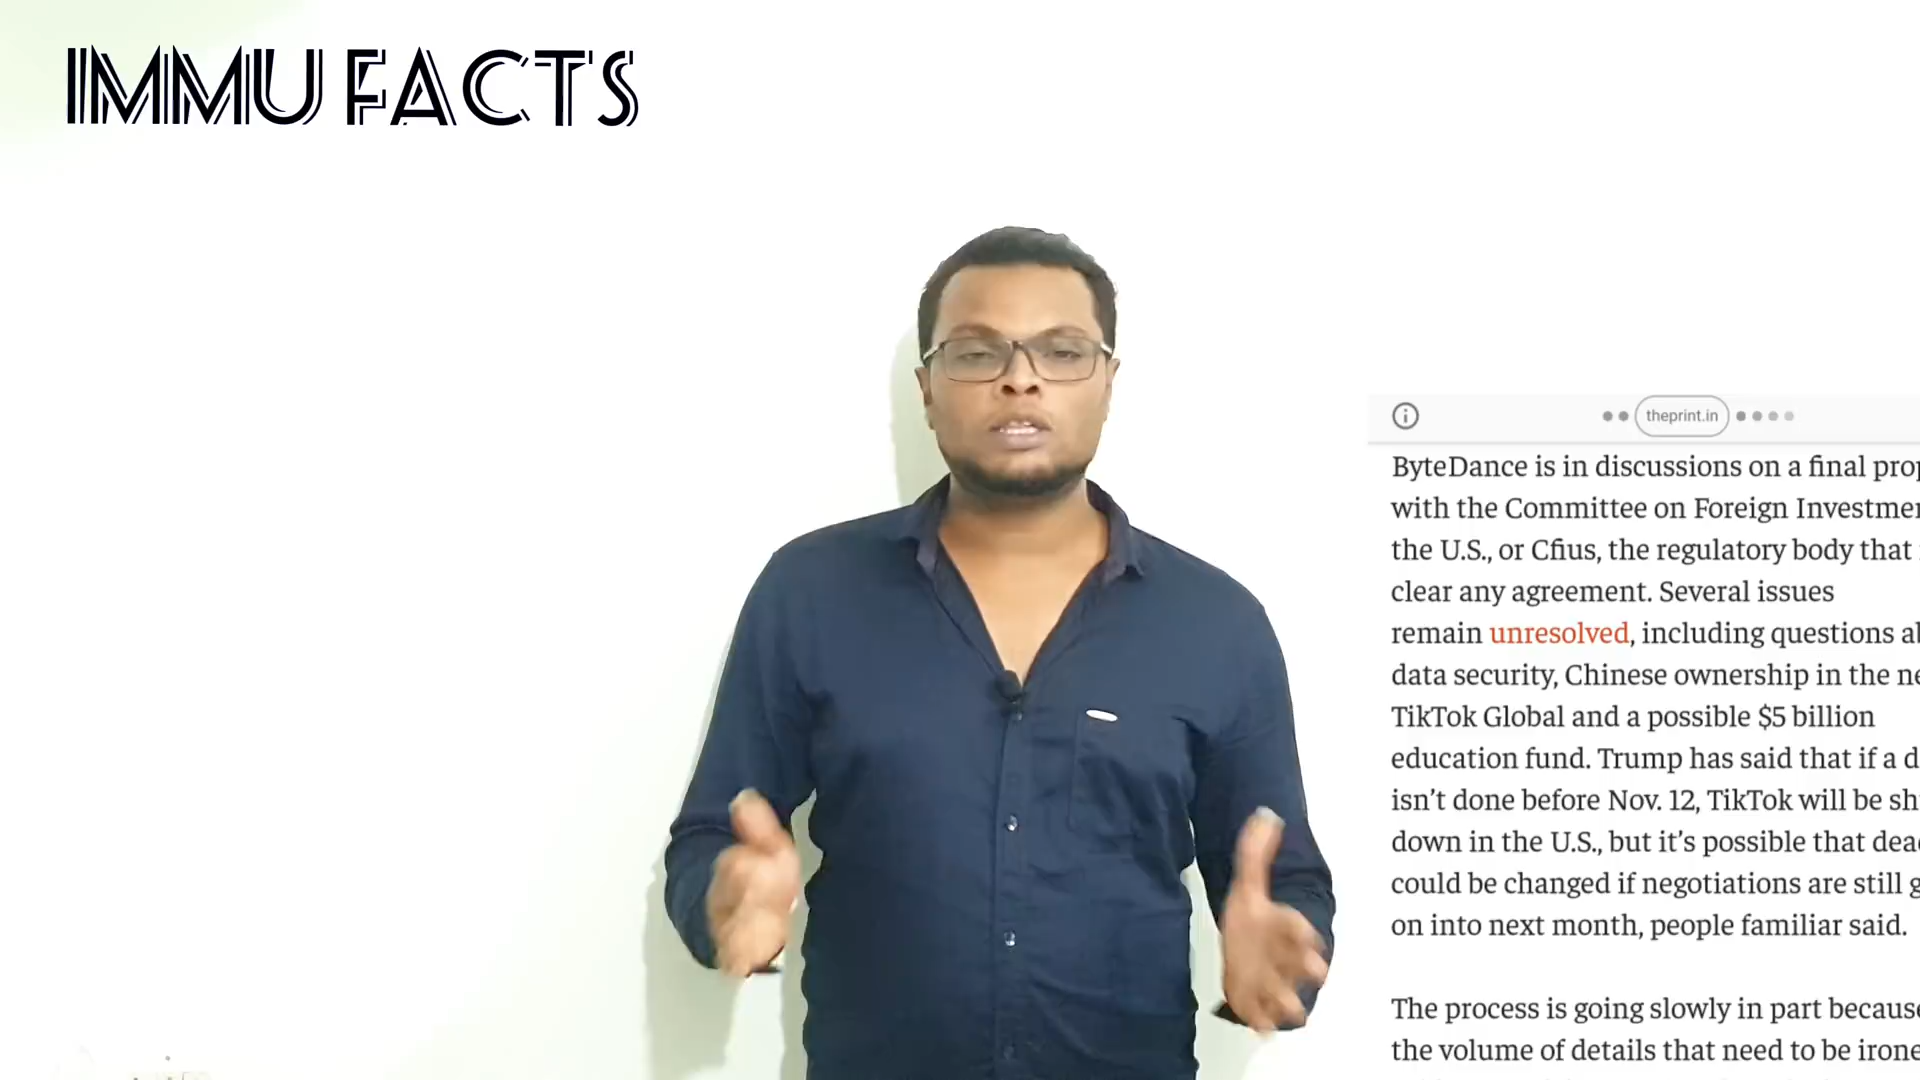 IMMU FACTS
theprint.in
ByteDance is in discussions on a final
with the Committee on Foreign
the U.S., or Cfius, the regulatory body that
clear any agreement. Several issues
remain unresolved, including questions
data security, Chinese ownership in the
TikTok Global and a possible $5 billion
education fund. Trump has said that if a
isn't done before Nov. 12, TikTok will be
down in the U.S., but it's possible that
could be changed if negotiations are still
on into next month, people familiar said.
The process is going slowly in part
the volume of details that need to be